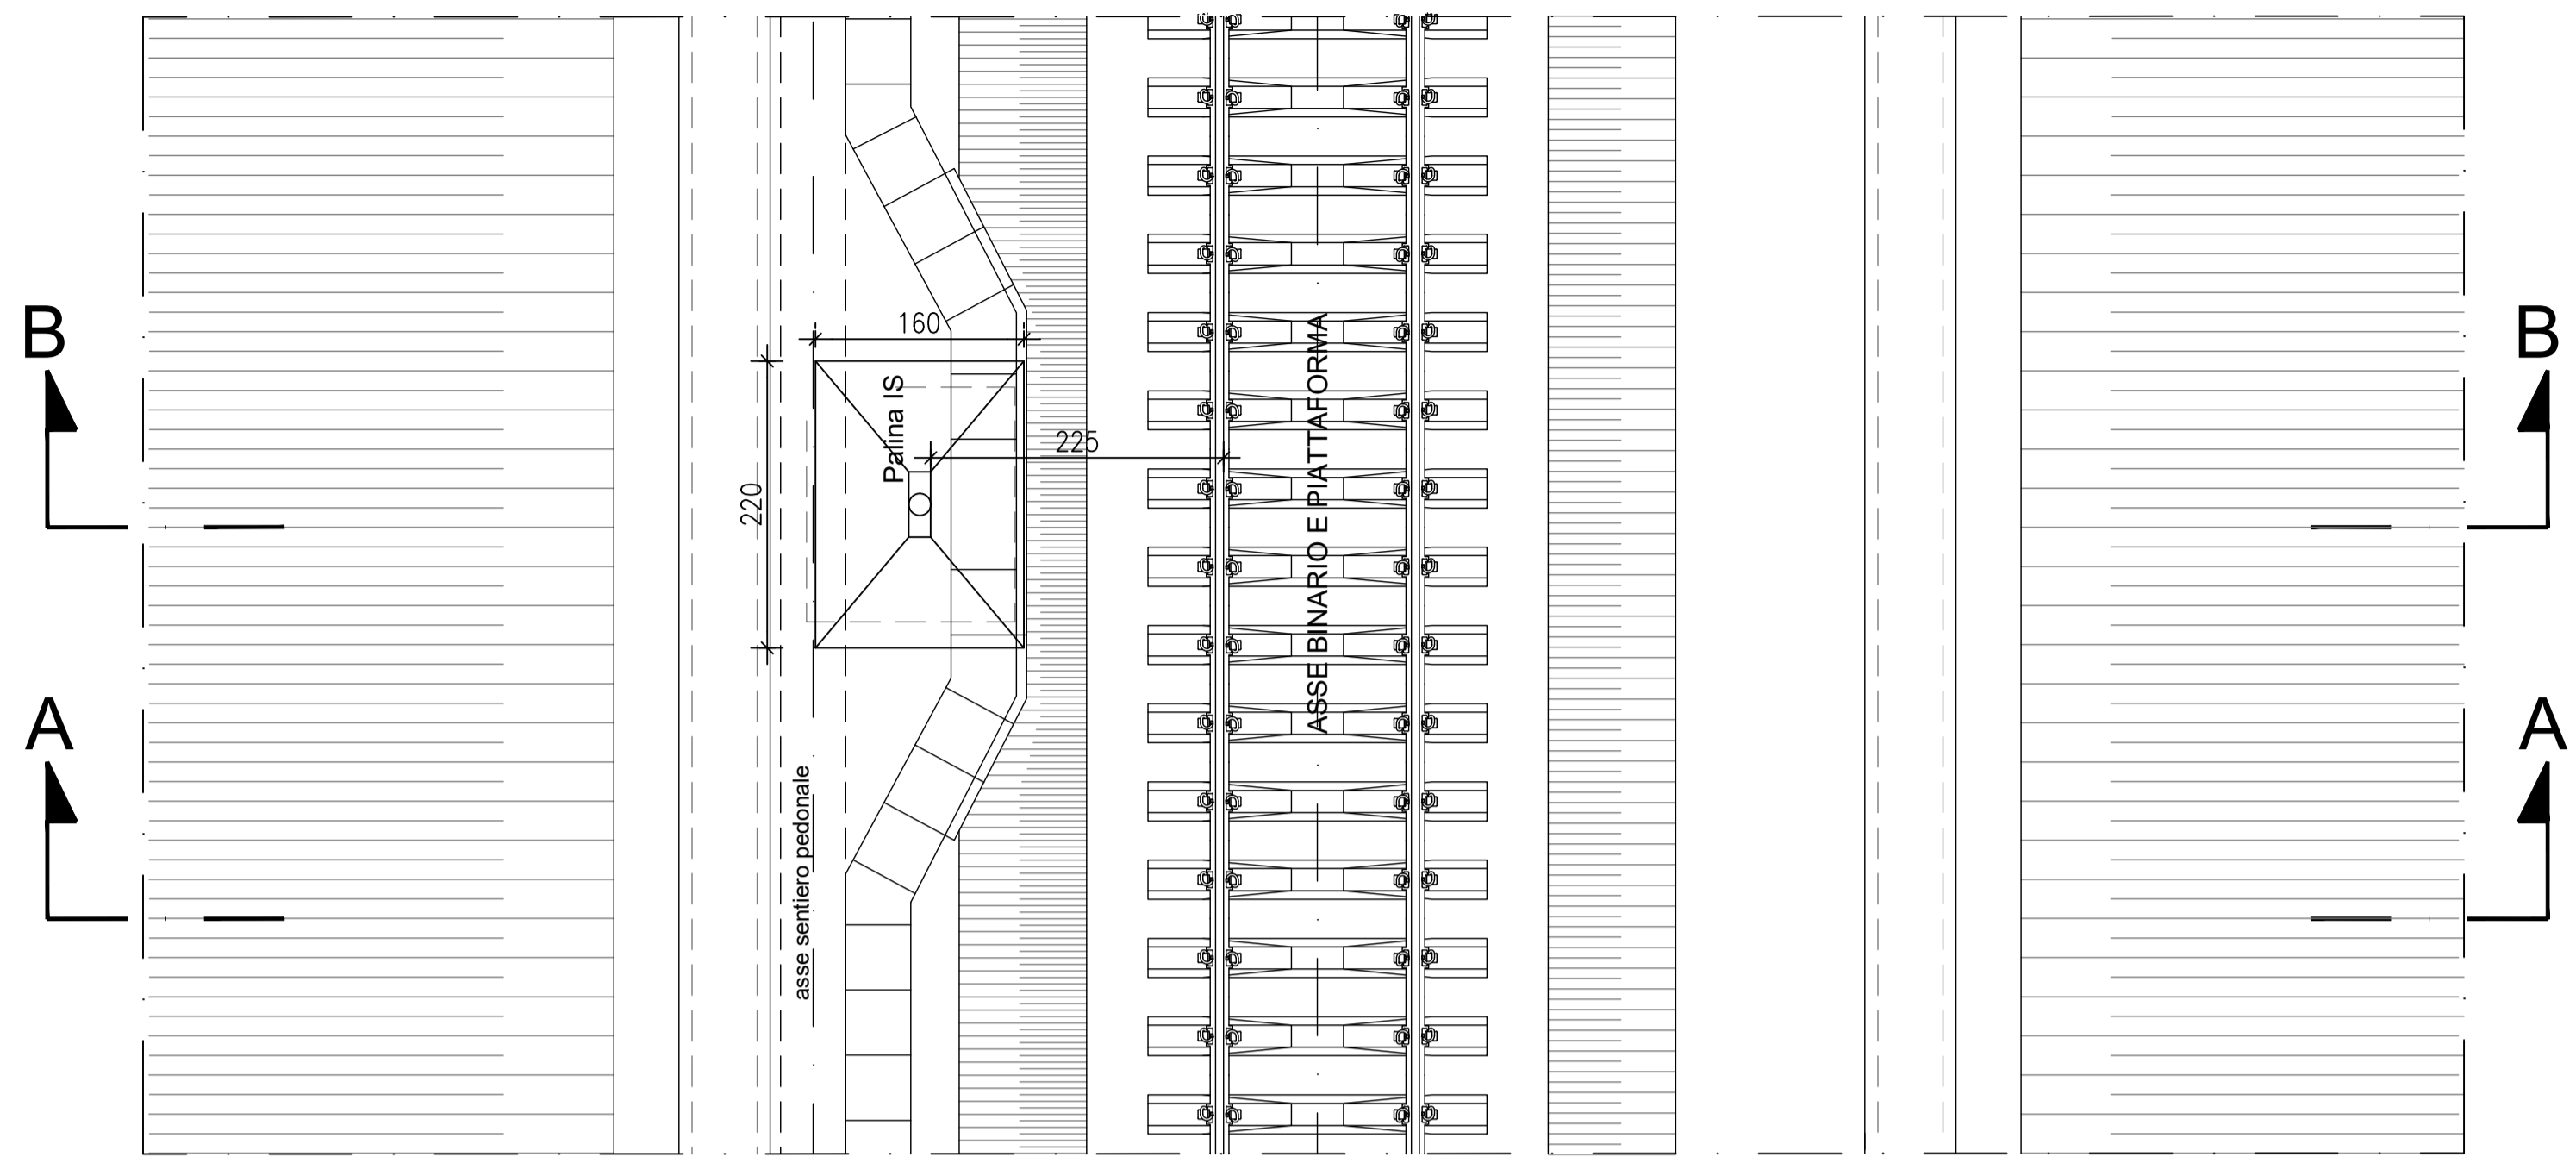 B
B
160
Palina IS
225
220
ASSE BINARIO E PIATTAFORMA
A
A
asse sentiero pedonale